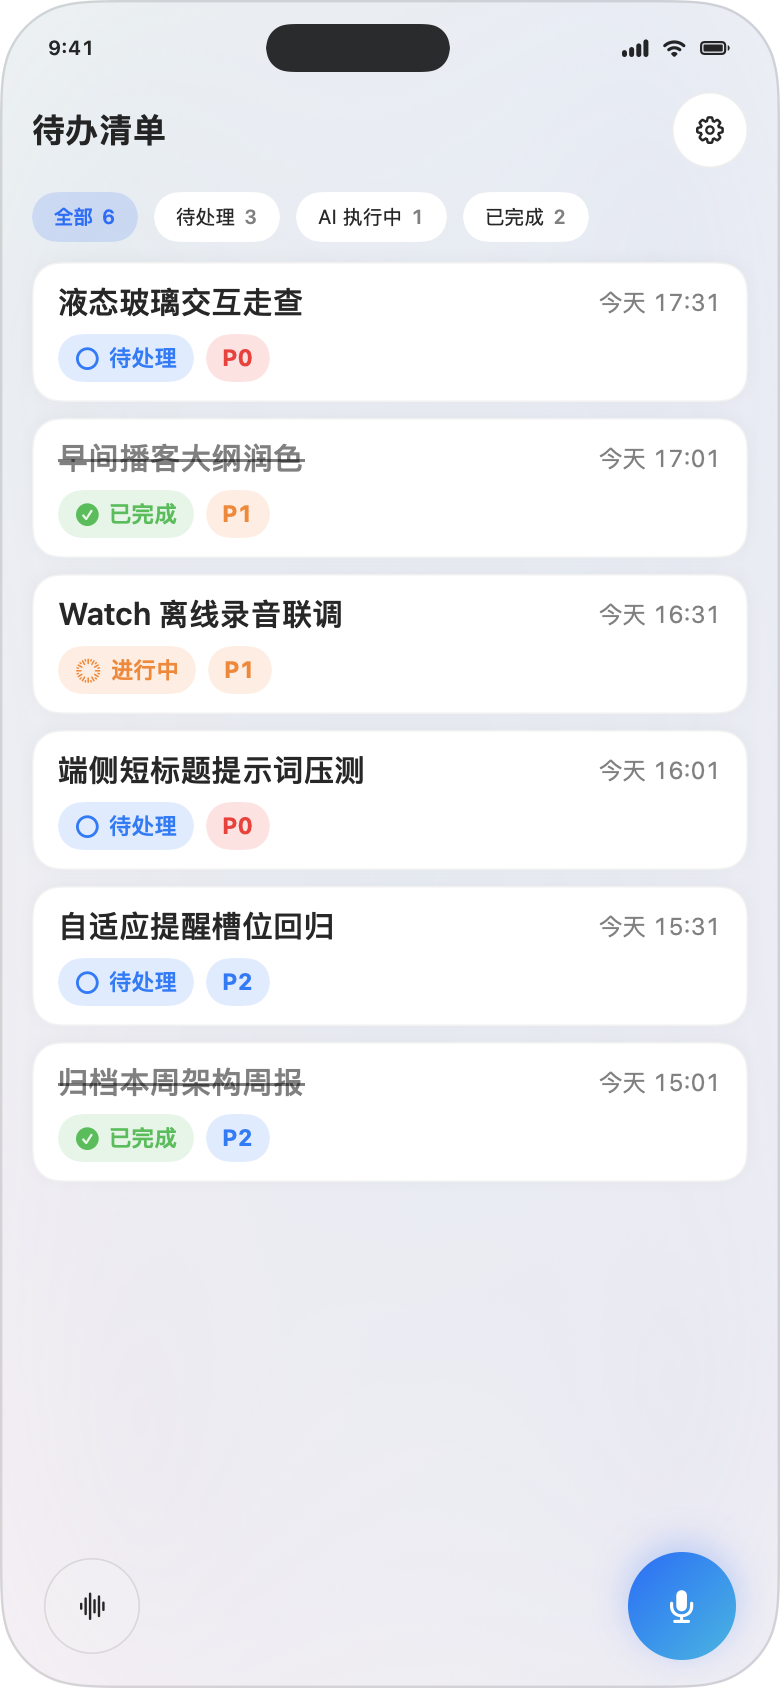 9:41
待办清单
全部 6 待处理 3 AI 执行中 1 已完成 2
液态玻璃交互走查 今天 17:31
待处理 P0
早间播客大纲润色 今天 17:01
已完成 P1
Watch 离线录音联调 今天 16:31
进行中 P1
端侧短标题提示词压测 今天 16:01
待处理 P0
自适应提醒槽位回归 今天 15:31
待处理 P2
归档本周架构周报 今天 15:01
已完成 P2